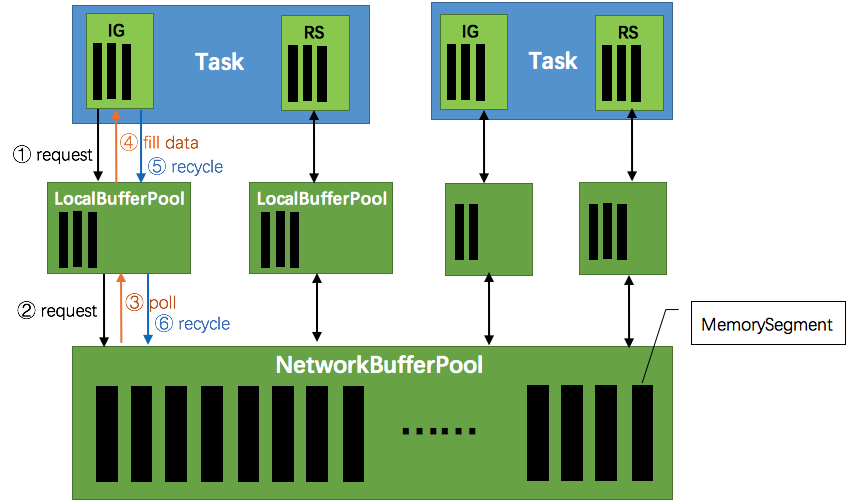 IG
RS
Task
IG
RS
Task
① request
④ fill data
⑤ recycle
LocalBufferPool
LocalBufferPool
② request
③ poll
⑥ recycle
MemorySegment
NetworkBufferPool
……